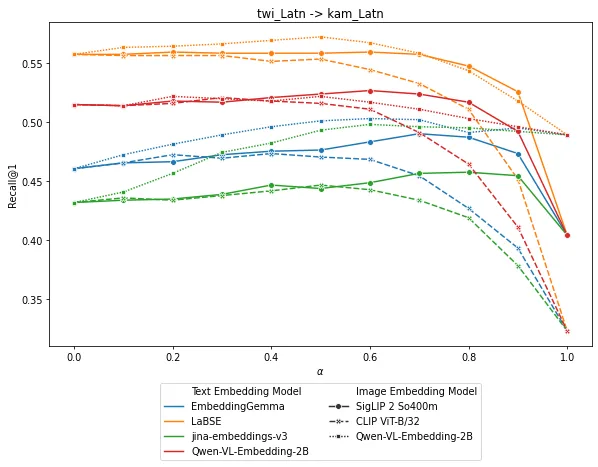 twi_Latn -> kam_Latn
Recall@1
0.55
0.50
0.45
0.40
0.35
0.0
0.2
0.4
0.6
0.8
1.0
α
Text Embedding Model
EmbeddingGemma
LaBSE
jina-embeddings-v3
Qwen-VL-Embedding-2B
Image Embedding Model
SigLIP 2 So400m
CLIP ViT-B/32
Qwen-VL-Embedding-2B